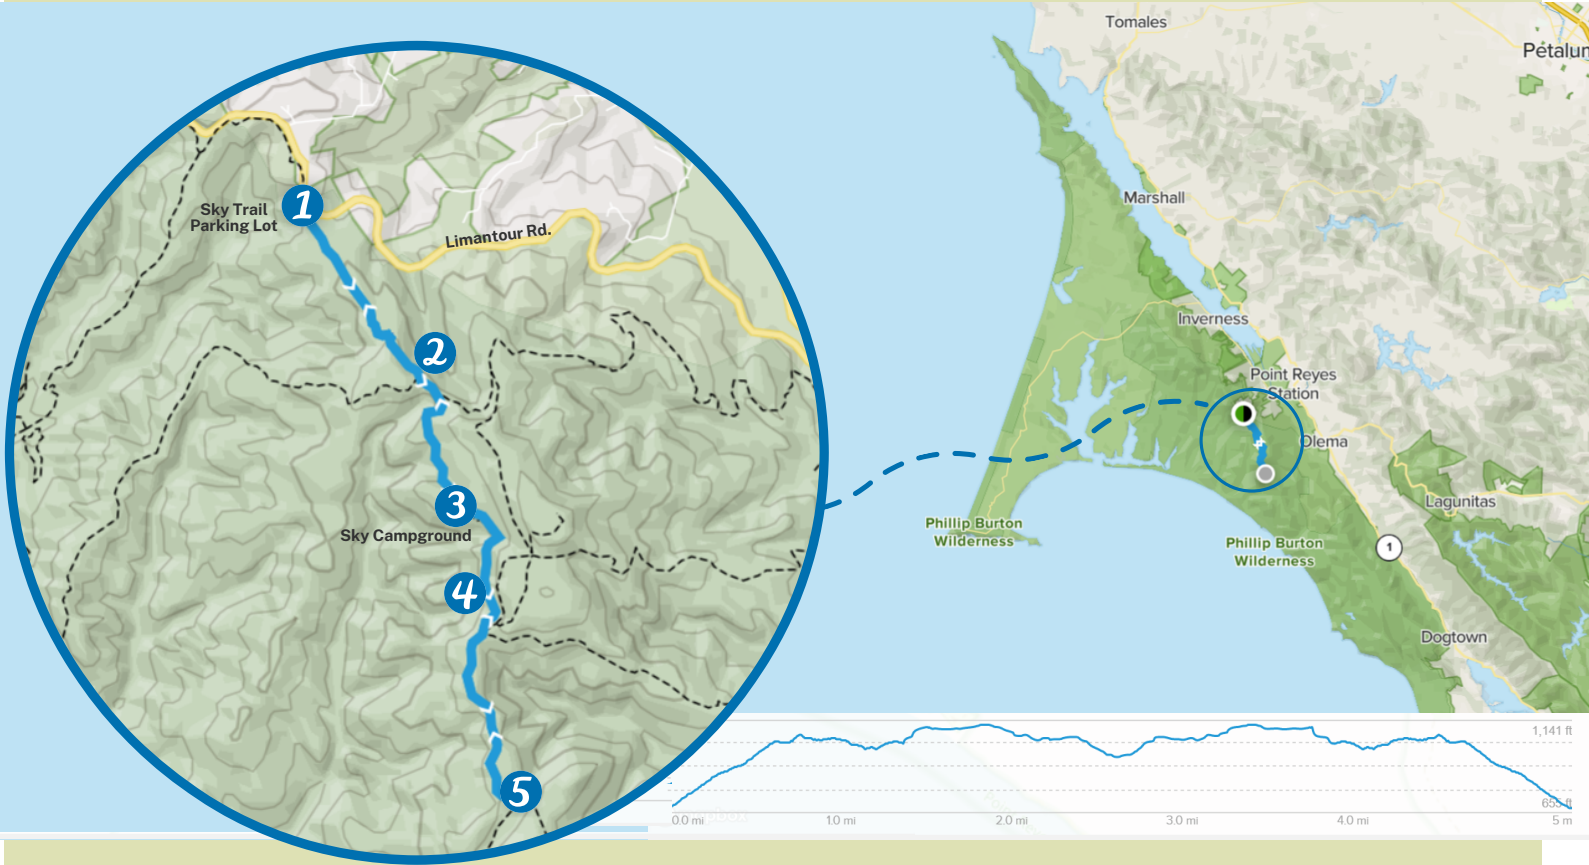 Tomales
Petalun
Sky Trail
Parking Lot
1
Limantour Rd.
2
3
Sky Campground
4
5
Marshall
Inverness
Point Reyes
Station
Olema
Lagunitas
Phillip Burton
Wilderness
Phillip Burton
Wilderness
1
Dogtown
1,141 ft
655 ft
0.0 mi
1.0 mi
2.0 mi
3.0 mi
4.0 mi
5 m